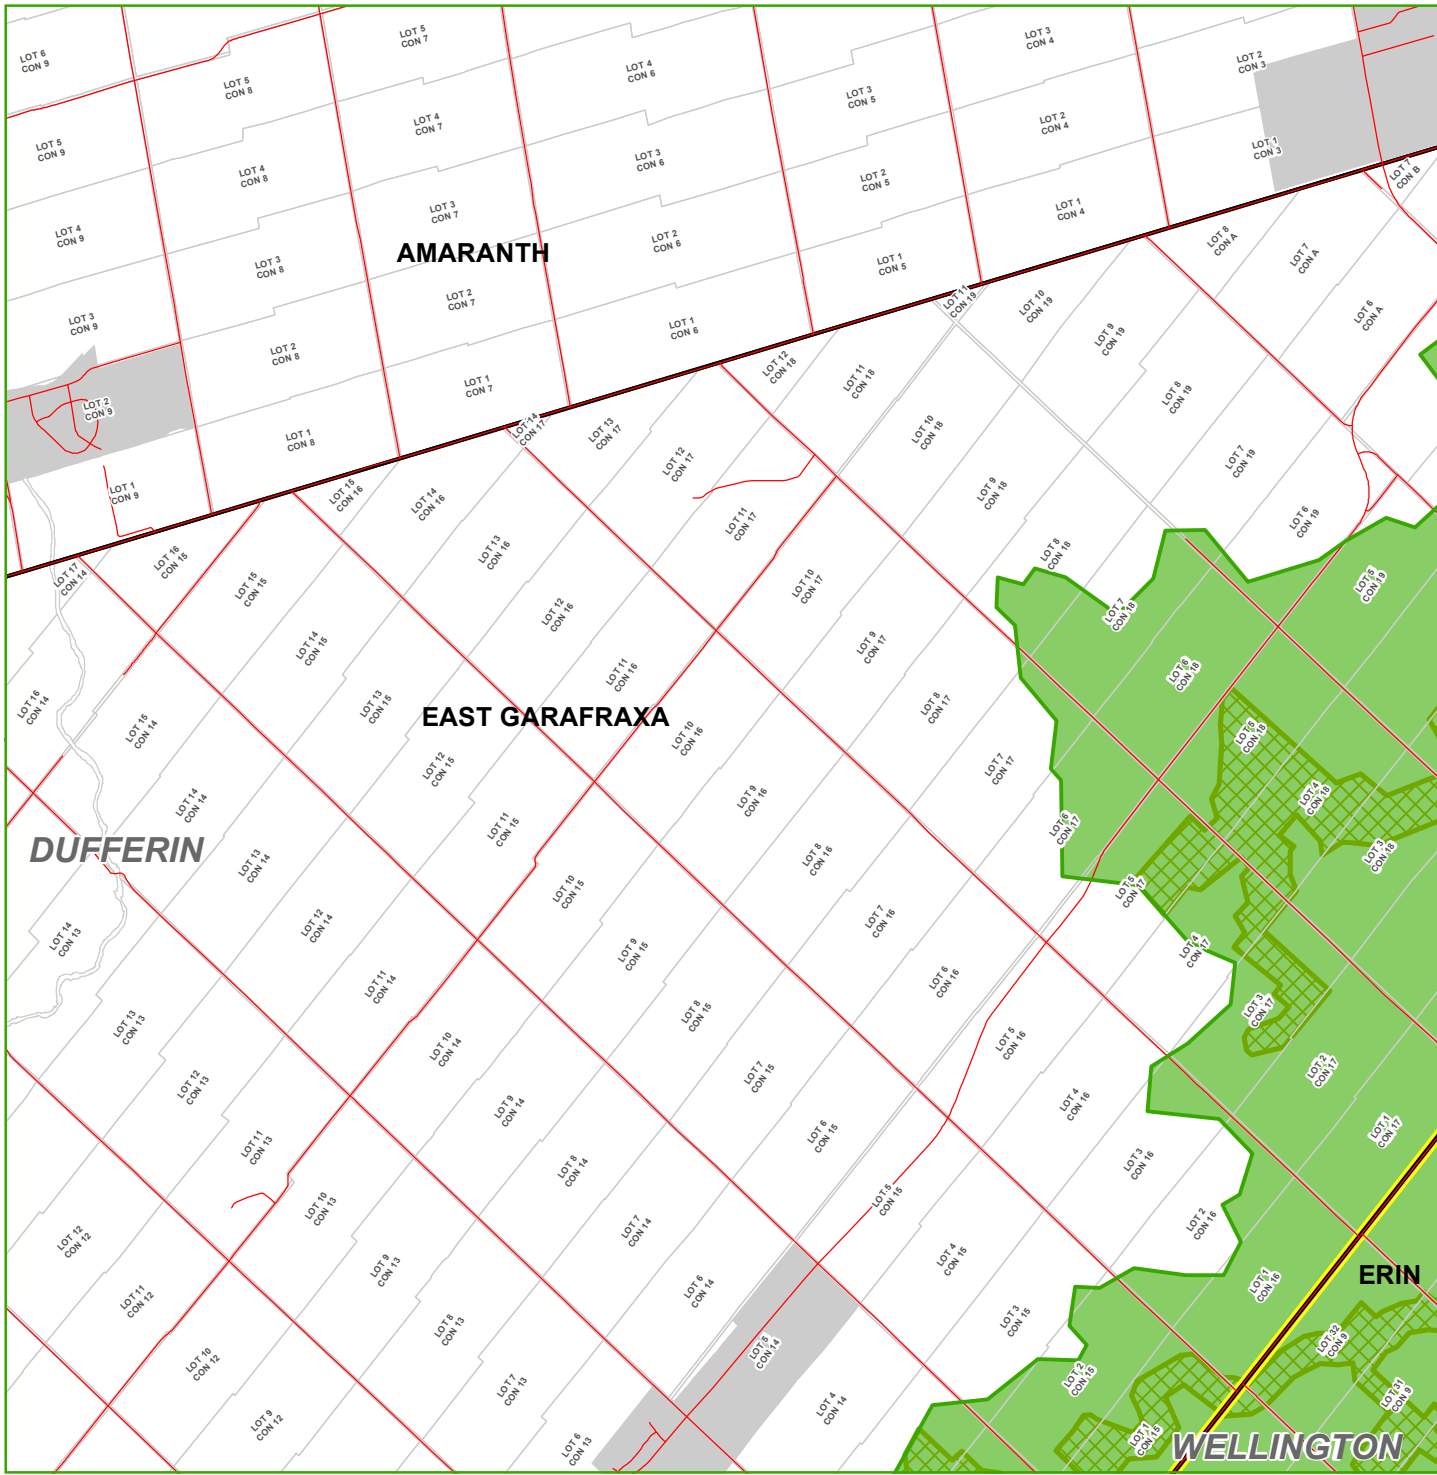 LOT 6
CON 9
LOT 5
CON 8
LOT 5
CON 7
LOT 4
CON 6
LOT 3
CON 5
LOT 3
CON 4
LOT 2
CON 3
LOT 5
CON 9
LOT 4
CON 8
LOT 4
CON 7
LOT 3
CON 6
LOT 2
CON 5
LOT 2
CON 4
LOT 1
CON 3
LOT 7
CON B
LOT 4
CON 9
LOT 3
CON 8
LOT 3
CON 7
AMARANTH
LOT 2
CON 6
LOT 1
CON 5
LOT 1
CON 4
LOT 8
CON A
LOT 7
CON A
LOT 6
CON A
LOT 3
CON 9
LOT 2
CON 8
LOT 2
CON 7
LOT 1
CON 6
LOT 11
CON 19
LOT 10
CON 19
LOT 9
CON 19
LOT 8
CON 19
LOT 7
CON 19
LOT 6
CON 19
LOT 5
CON 19
LOT 2
CON 9
LOT 1
CON 8
LOT 1
CON 7
LOT 1
CON 9
LOT 12
CON 18
LOT 11
CON 18
LOT 10
CON 18
LOT 9
CON 18
LOT 8
CON 18
LOT 7
CON 18
LOT 6
CON 18
LOT 5
CON 18
LOT 4
CON 18
LOT 3
CON 18
LOT 14
CON 17
LOT 13
CON 17
LOT 12
CON 17
LOT 11
CON 17
LOT 10
CON 17
LOT 9
CON 17
LOT 8
CON 17
LOT 7
CON 17
LOT 6
CON 17
LOT 5
CON 17
LOT 4
CON 17
LOT 3
CON 17
LOT 2
CON 17
LOT 1
CON 17
LOT 15
CON 16
LOT 14
CON 16
LOT 13
CON 16
LOT 12
CON 16
LOT 11
CON 16
EAST GARAFRAXA
LOT 10
CON 16
LOT 9
CON 16
LOT 8
CON 16
LOT 7
CON 16
LOT 6
CON 16
LOT 5
CON 16
LOT 4
CON 16
LOT 3
CON 16
LOT 2
CON 16
LOT 1
CON 16
LOT 16
CON 15
LOT 15
CON 15
LOT 14
CON 15
LOT 13
CON 15
LOT 12
CON 15
LOT 11
CON 15
LOT 10
CON 15
LOT 9
CON 15
LOT 8
CON 15
LOT 7
CON 15
LOT 6
CON 15
LOT 5
CON 15
LOT 4
CON 15
LOT 3
CON 15
LOT 2
CON 15
LOT 1
CON 15
LOT 17
CON 14
LOT 16
CON 14
LOT 15
CON 14
LOT 14
CON 14
DUFFERIN
LOT 13
CON 14
LOT 12
CON 14
LOT 11
CON 14
LOT 10
CON 14
LOT 9
CON 14
LOT 8
CON 14
LOT 7
CON 14
LOT 6
CON 14
LOT 5
CON 14
LOT 4
CON 14
LOT 14
CON 13
LOT 13
CON 13
LOT 12
CON 13
LOT 11
CON 13
LOT 10
CON 13
LOT 9
CON 13
LOT 8
CON 13
LOT 7
CON 13
LOT 6
CON 13
LOT 12
CON 12
LOT 11
CON 12
LOT 10
CON 12
LOT 9
CON 12
ERIN
LOT 32
CON 9
LOT 31
CON 9
WELLINGTON